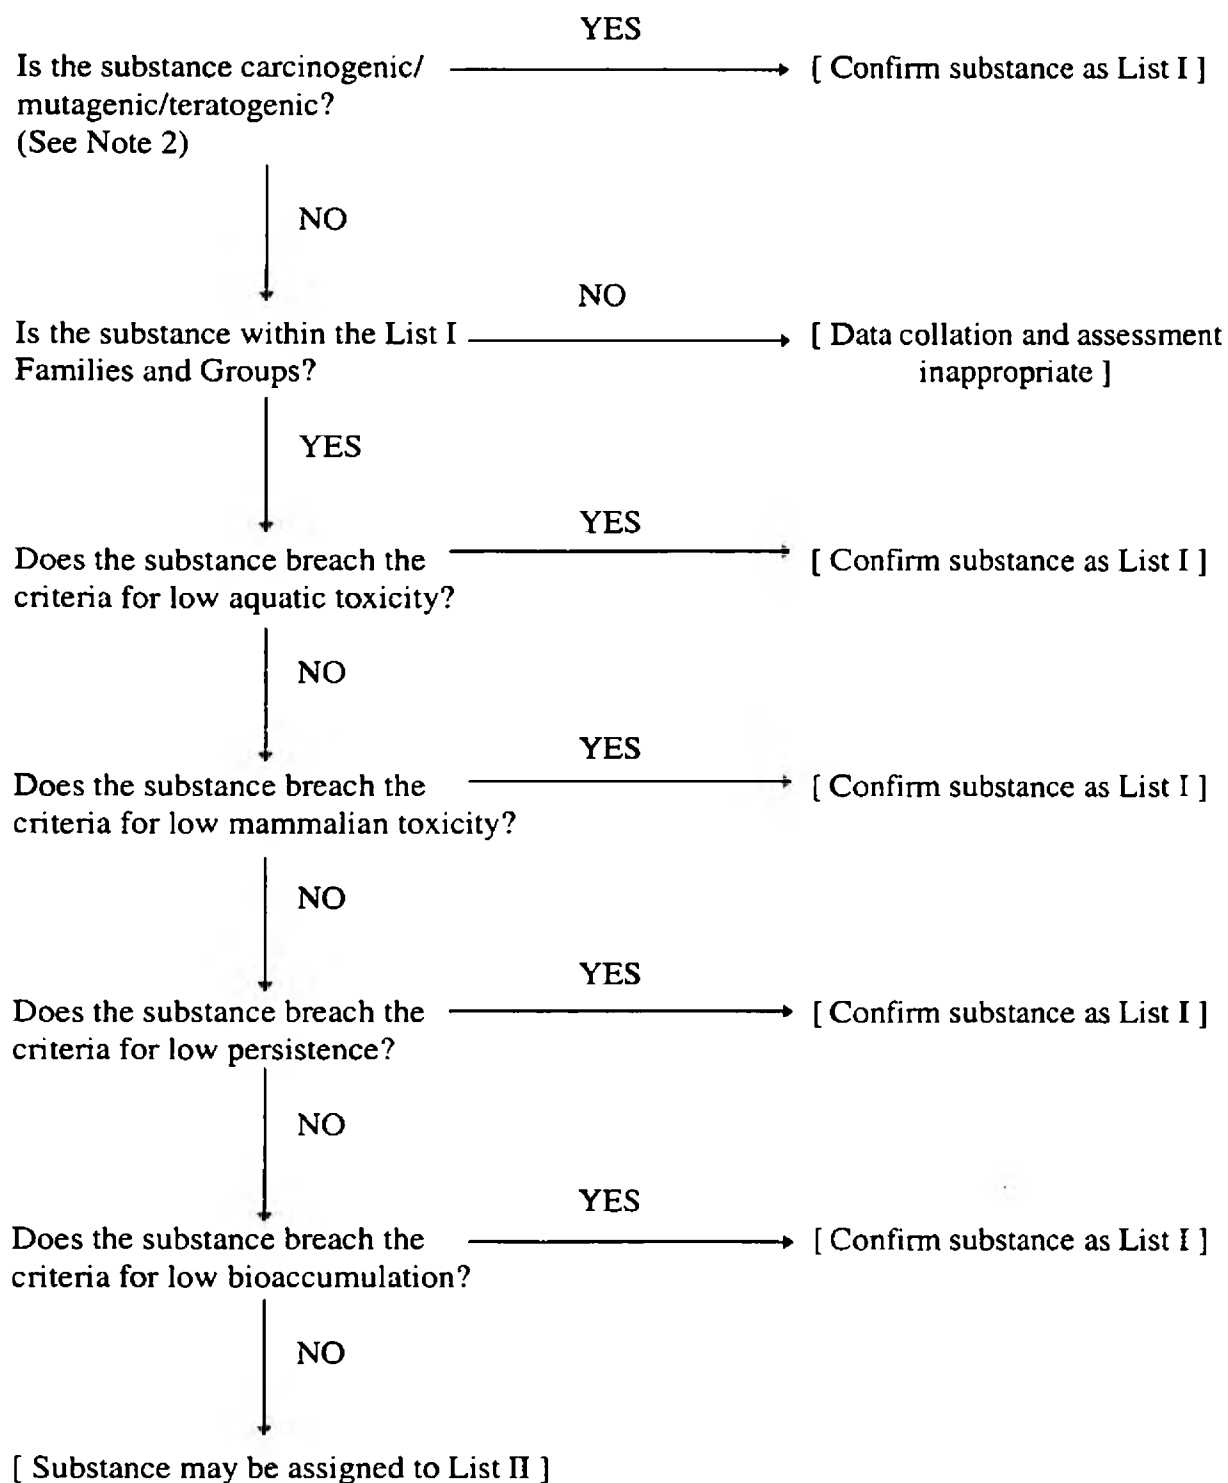 YES
Is the substance carcinogenic/
mutagenic/teratogenic?
(See Note 2)
[ Confirm substance as List I ]
NO
NO
Is the substance within the List I
Families and Groups?
[ Data collation and assessment
inappropriate ]
YES
YES
Does the substance breach the
criteria for low aquatic toxicity?
[ Confirm substance as List I ]
NO
YES
Does the substance breach the
criteria for low mammalian toxicity?
[ Confirm substance as List I ]
NO
YES
Does the substance breach the
criteria for low persistence?
[ Confirm substance as List I ]
NO
YES
Does the substance breach the
criteria for low bioaccumulation?
[ Confirm substance as List I ]
NO
[ Substance may be assigned to List II ]